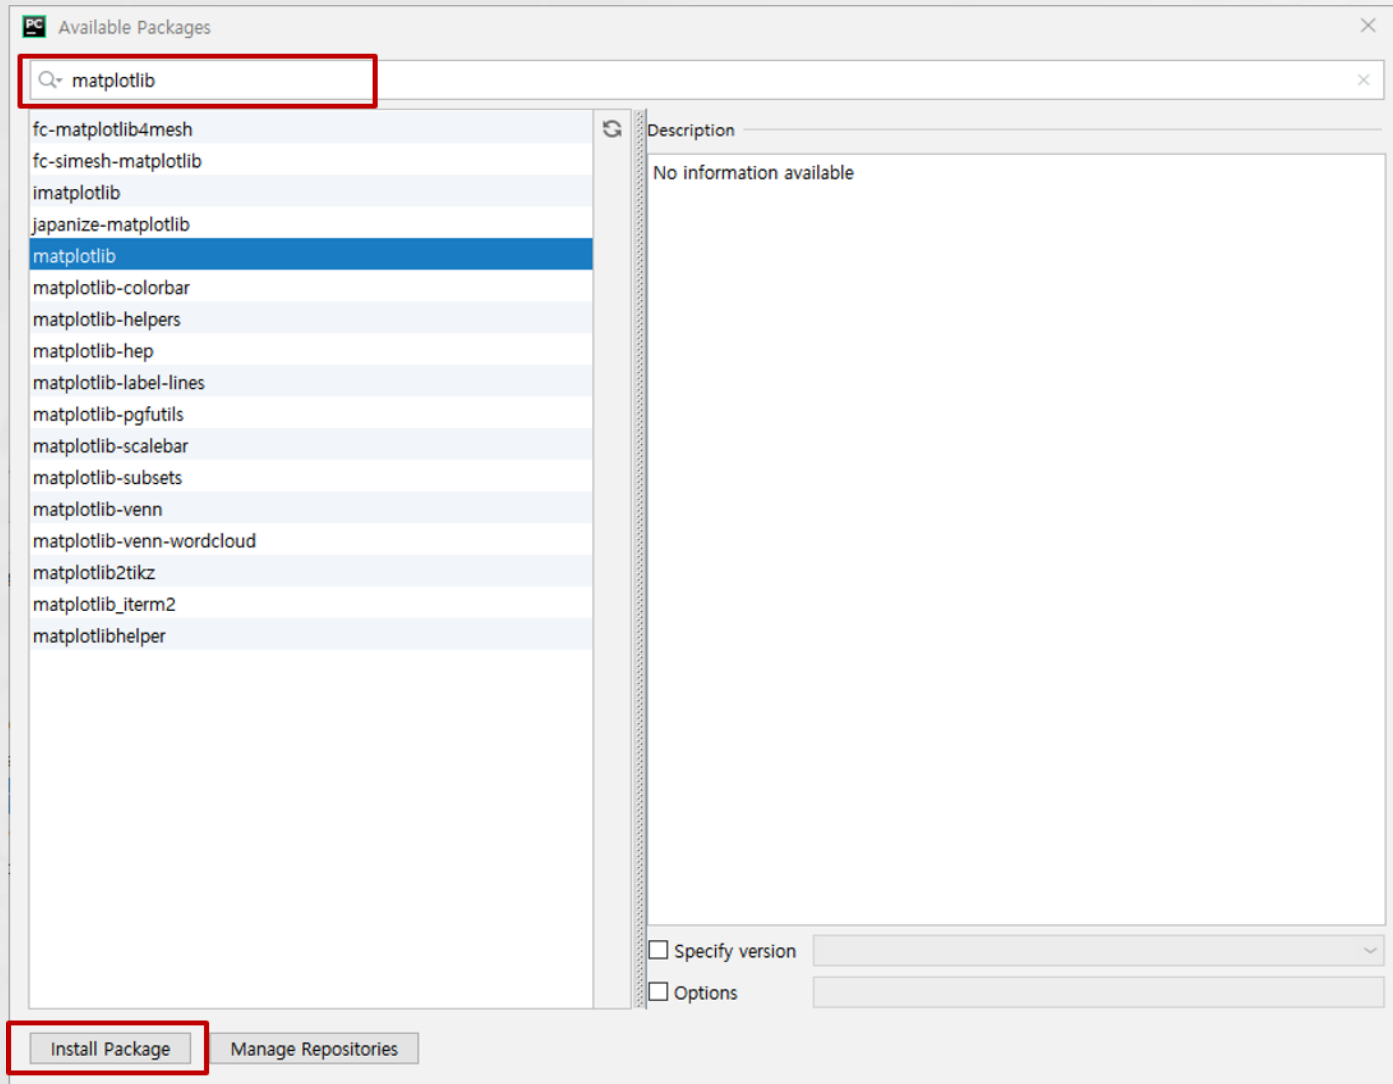 PC Available Packages
matplotlib
fc-matplotlib4mesh
fc-simesh-matplotlib
imatplotlib
japanize-matplotlib
matplotlib
matplotlib-colorbar
matplotlib-helpers
matplotlib-hep
matplotlib-label-lines
matplotlib-pgfutils
matplotlib-scalebar
matplotlib-subsets
matplotlib-venn
matplotlib-venn-wordcloud
matplotlib2tikz
matplotlib_iterm2
matplotlibhelper
Description
No information available
Specify version
Options
Install Package
Manage Repositories